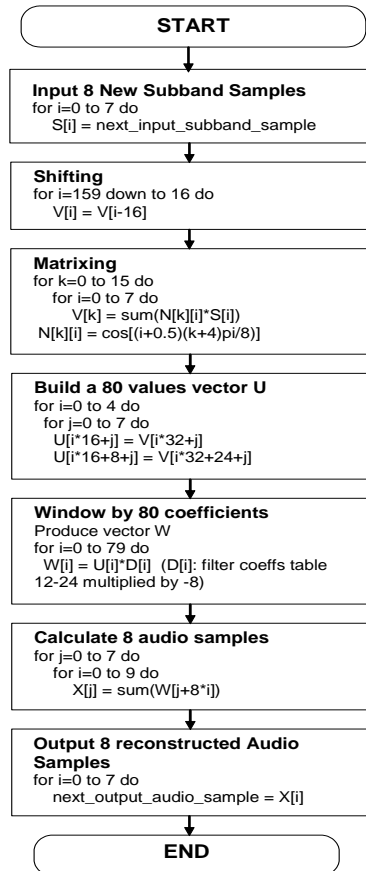 START
Input 8 New Subband Samples
for i=0 to 7 do
S[i] = next_input_subband_sample
Shifting
for i=159 down to 16 do
V[i] = V[i-16]
Matrixing
for k=0 to 15 do
for i=0 to 7 do
V[k] = sum(N[k][i]*S[i])
N[k][i] = cos[(i+0.5)(k+4)pi/8)]
Build a 80 values vector U
for i=0 to 4 do
for j=0 to 7 do
U[i*16+j] = V[i*32+j]
U[i*16+8+j] = V[i*32+24+j]
Window by 80 coefficients
Produce vector W
for i=0 to 79 do
W[i] = U[i]*D[i] (D[i]: filter coeffs table
12-24 multiplied by -8)
Calculate 8 audio samples
for j=0 to 7 do
for i=0 to 9 do
X[j] = sum(W[j+8*i])
Output 8 reconstructed Audio
Samples
for i=0 to 7 do
next_output_audio_sample = X[i]
END